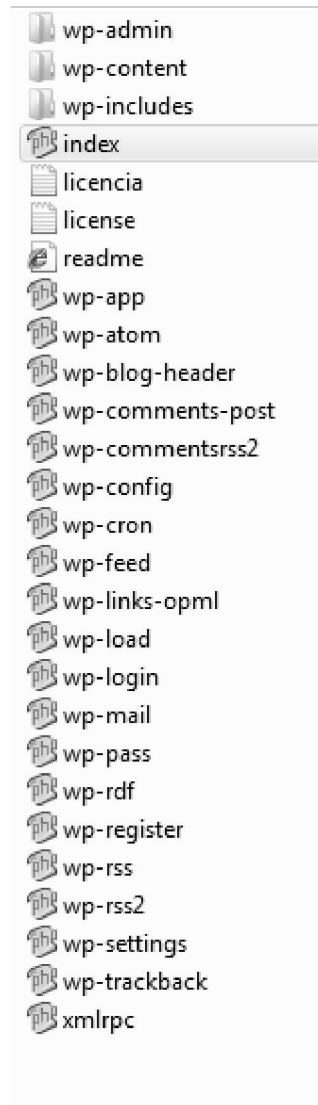 wp-admin
wp-content
wp-includes
index
licencia
license
readme
wp-app
wp-atom
wp-blog-header
wp-comments-post
wp-commentsrss2
wp-config
wp-cron
wp-feed
wp-links-opml
wp-load
wp-login
wp-mail
wp-pass
wp-rdf
wp-register
wp-rss
wp-rss2
wp-settings
wp-trackback
xmlrpc